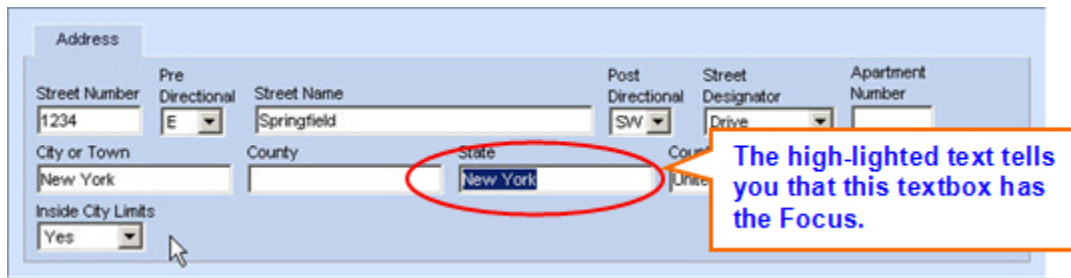 Address
Street Number
Pre
Directional
Street Name
Post
Directional
Street
Designator
Apartment
Number
1234
E
Springfield
SW
Drive
City or Town
County
State
New York
New York
Inside City Limits
Yes
The high-lighted text tells
you that this textbox has
the Focus.